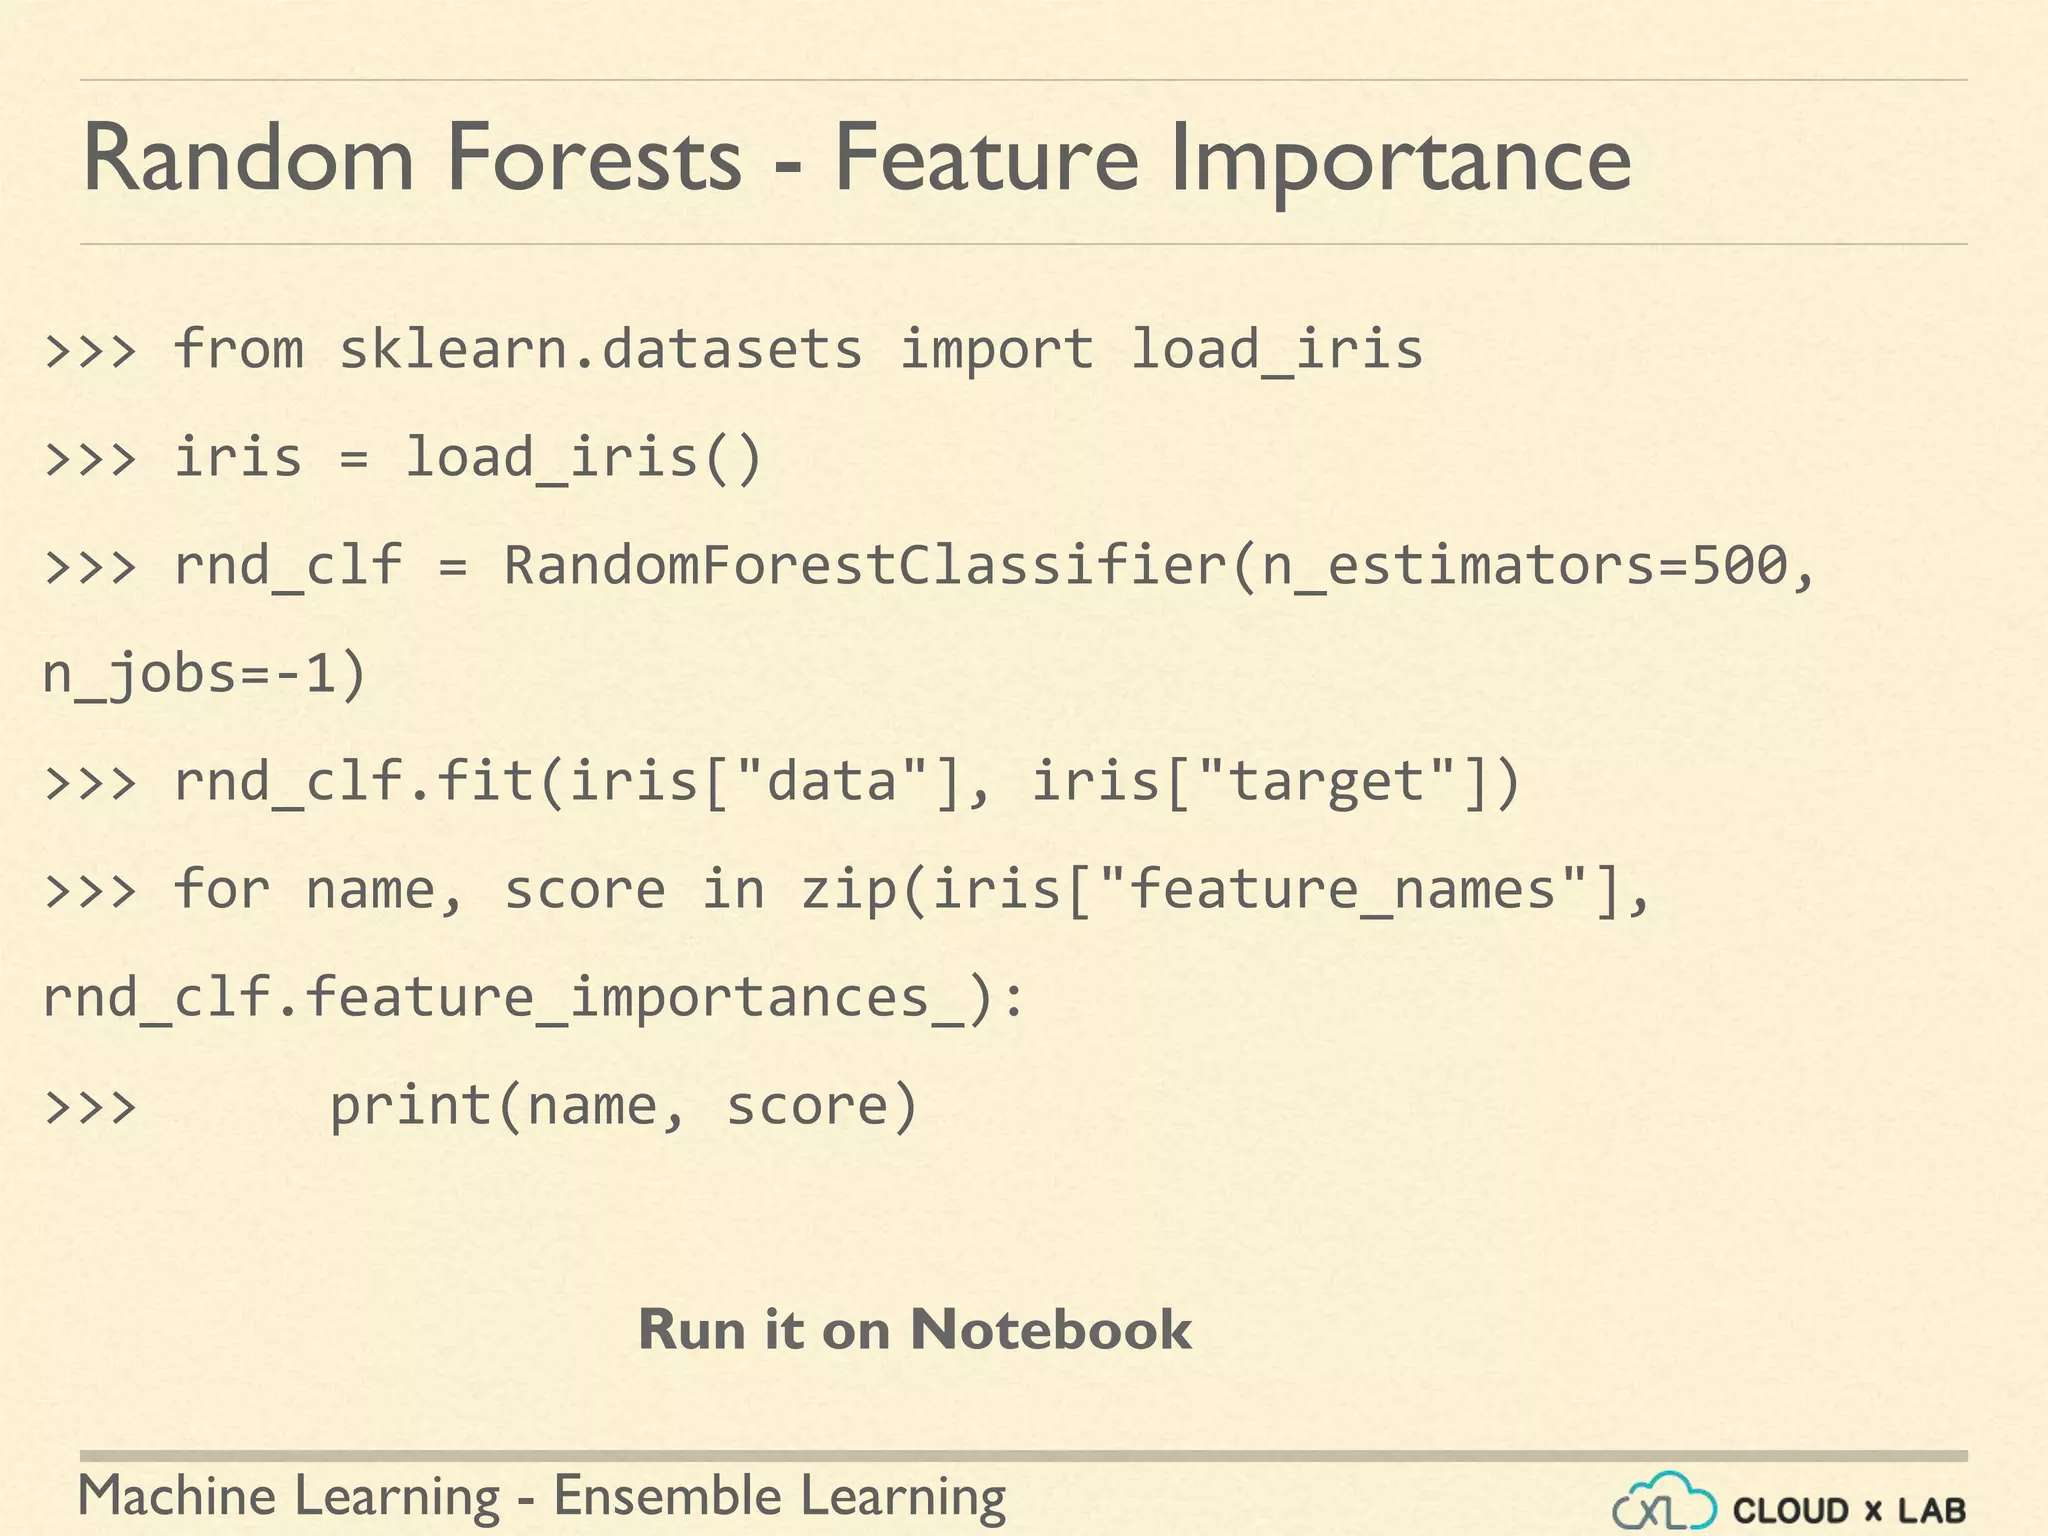 Random Forests - Feature Importance
>>> from sklearn.datasets import load_iris
>>> iris = load_iris()
>>> rnd_clf = RandomForestClassifier(n_estimators=500,
n_jobs=-1)
>>> rnd_clf.fit(iris["data"], iris["target"])
>>> for name, score in zip(iris["feature_names"],
rnd_clf.feature_importances_):
>>>      print(name, score)
Run it on Notebook
Machine Learning - Ensemble Learning
CXL CLOUD x LAB